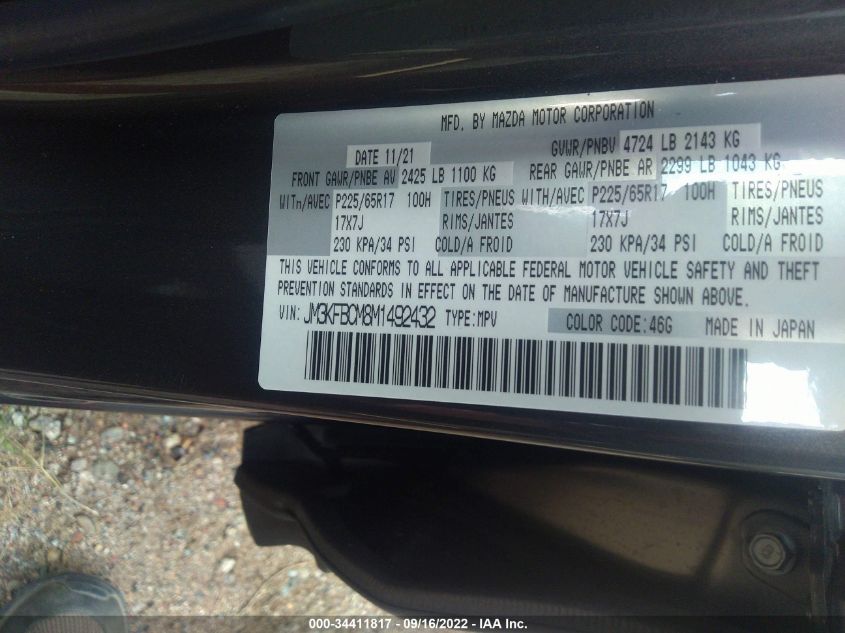 MFD. BY MAZDA MOTOR CORPORATION
DATE 11/21 GVWR/PNBV 4724 LB 2143 KG
FRONT GAWR/PNBE AV 2425 LB 1100 KG REAR GAWR/PNBE AR 2299 LB 1043 KG
WITH/AVEC P225/65R17 100H TIRES/PNEUS WITH/AVEC P225/65R17 100H TIRES/PNEUS
17X7J RIMS/JANTES 17X7J RIMS/JANTES
230 KPA/34 PSI COLD/A FROID 230 KPA/34 PSI COLD/A FROID
THIS VEHICLE CONFORMS TO ALL APPLICABLE FEDERAL MOTOR VEHICLE SAFETY AND THEFT
PREVENTION STANDARDS IN EFFECT ON THE DATE OF MANUFACTURE SHOWN ABOVE.
VIN: JM3KFBCM8M1492432 TYPE:MPV COLOR CODE:46G MADE IN JAPAN
000-34411817 - 09/16/2022 - IAA Inc.